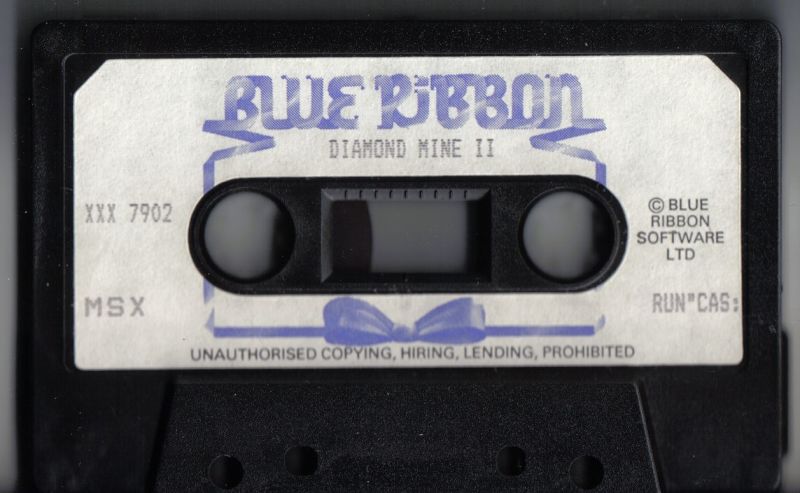 BLUE RiBBON
DIAMOND MINE II
XXX 7902
© BLUE
RIBBON
SOFTWARE
LTD
MSX
RUN"CAS:
UNAUTHORISED COPYING, HIRING, LENDING, PROHIBITED